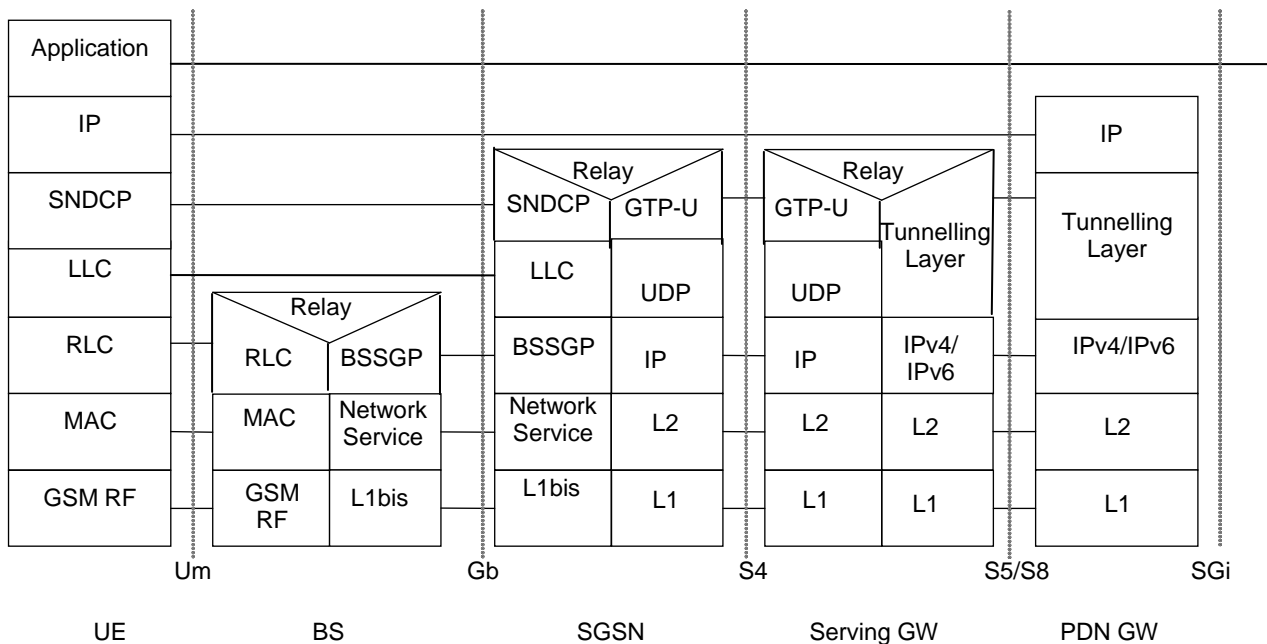 Application
IP
SNDCP
LLC
RLC
MAC
GSM RF
Relay
RLC
BSSGP
MAC
Network
Service
GSM
RF
L1bis
Relay
SNDCP
GTP-U
LLC
UDP
BSSGP
IP
Network
Service
L2
L1bis
L1
Relay
GTP-U
Tunnelling
Layer
UDP
IP
IPv4/
IPv6
L2
L2
L1
L1
IP
Tunnelling
Layer
IPv4/IPv6
L2
L1
Um
Gb
S4
S5/S8
SGi
UE
BS
SGSN
Serving GW
PDN GW